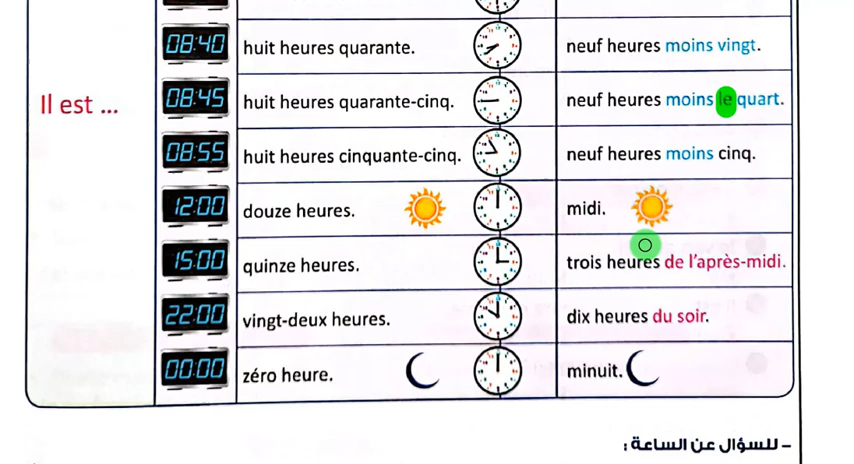 08:40 huit heures quarante. neuf heures moins vingt.
Il est ... 08:45 huit heures quarante-cinq. neuf heures moins le quart.
08:55 huit heures cinquante-cinq. neuf heures moins cinq.
12:00 douze heures. midi.
15:00 quinze heures. trois heures de l'après-midi.
22:00 vingt-deux heures. dix heures du soir.
00:00 zéro heure. minuit.
– للسؤال عن الساعة :